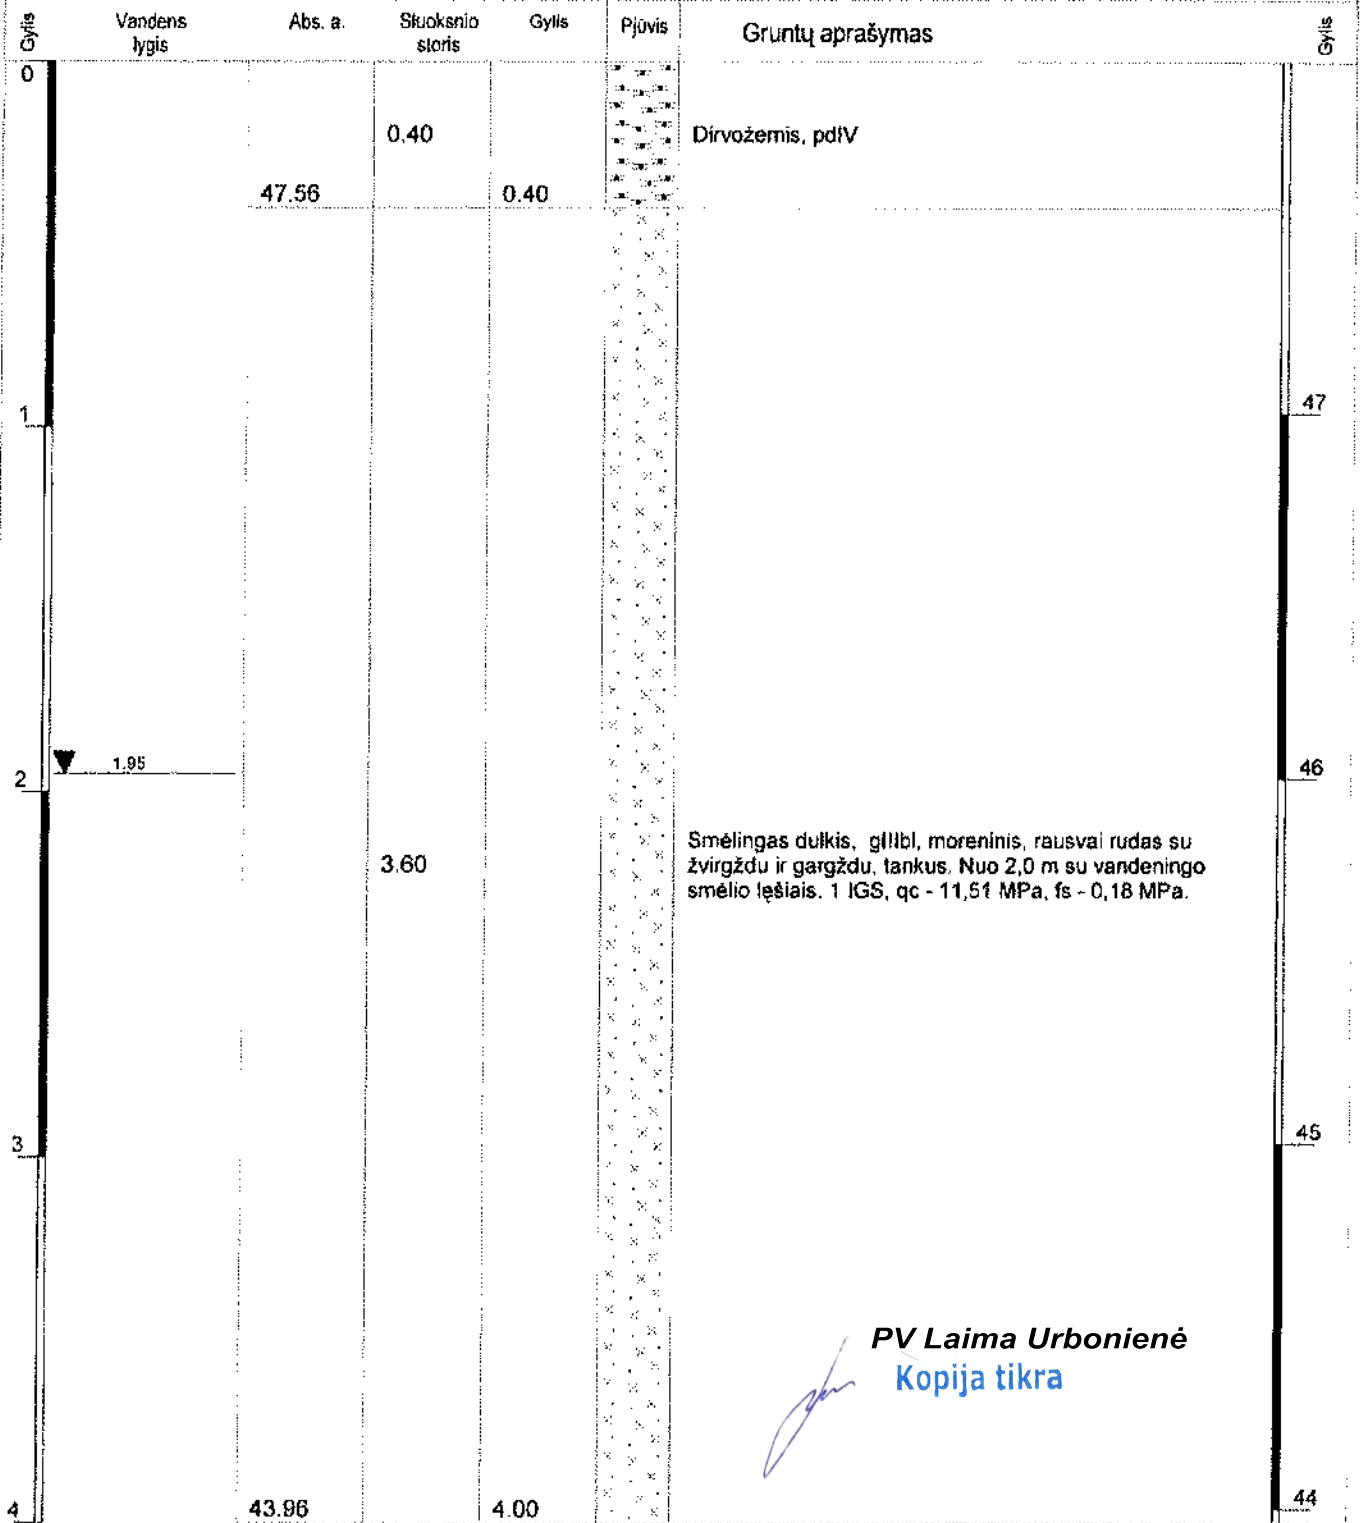 Gylis
Vandens lygis
Abs. a.
Sluoksnio storis
Gylis
Pjūvis
Gruntų aprašymas
Gylis
0
0.40
Dirvožemis, pdIV
47.56
0.40
1
47
1.95
2
46
3.60
Smėlingas dulkis, gIIIbl, moreninis, rausvai rudas su
žvirgždu ir gargždu, tankus. Nuo 2,0 m su vandeningo
smėlio lęšiais. 1 IGS, qc - 11,51 MPa, fs - 0,18 MPa.
3
45
PV Laima Urbonienė
Kopija tikra
4
43.96
4.00
44